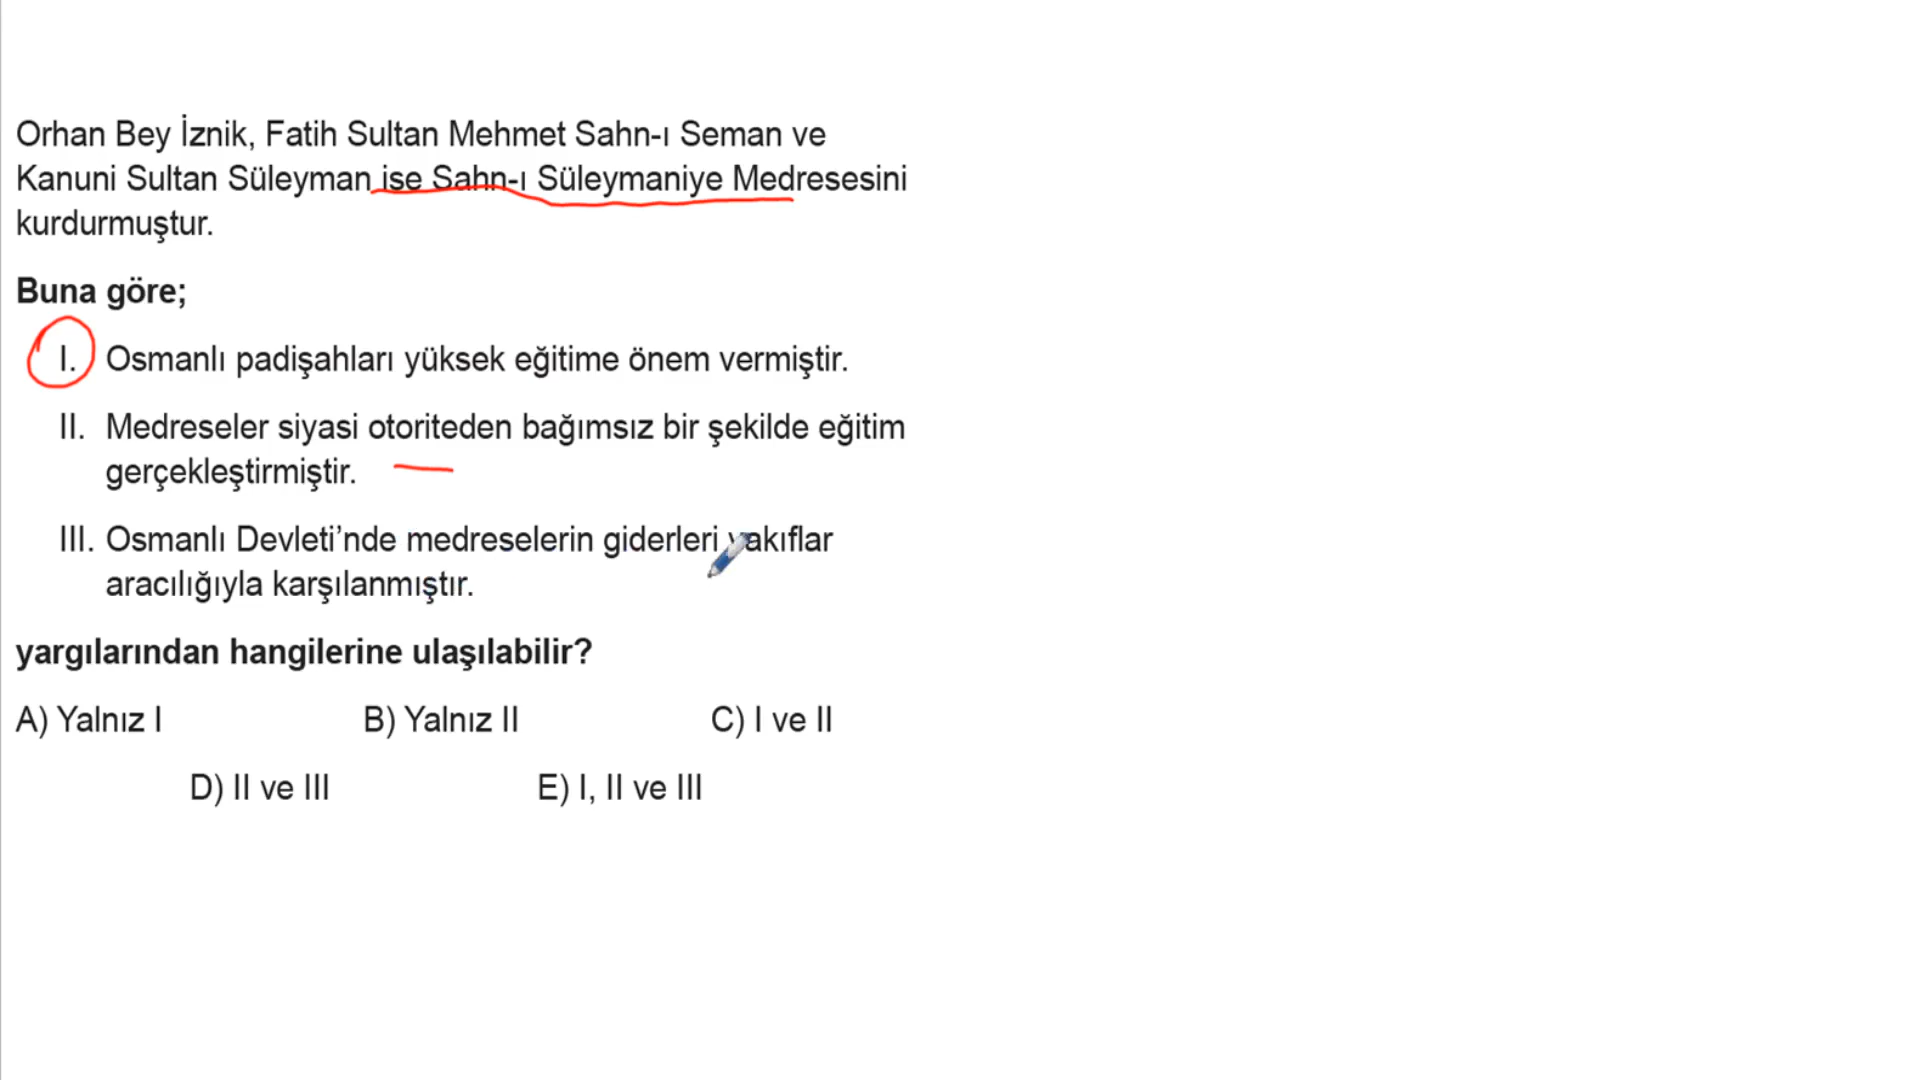 Orhan Bey İznik, Fatih Sultan Mehmet Sahn-ı Seman ve
Kanuni Sultan Süleyman ise Sahn-ı Süleymaniye Medresesini
kurdurmuştur.
Buna göre;
I. Osmanlı padişahları yüksek eğitime önem vermiştir.
II. Medreseler siyasi otoriteden bağımsız bir şekilde eğitim
gerçekleştirmiştir.
III. Osmanlı Devleti’nde medreselerin giderleri vakıflar
aracılığıyla karşılanmıştır.
yargılarından hangilerine ulaşılabilir?
A) Yalnız I B) Yalnız II C) I ve II
D) II ve III E) I, II ve III